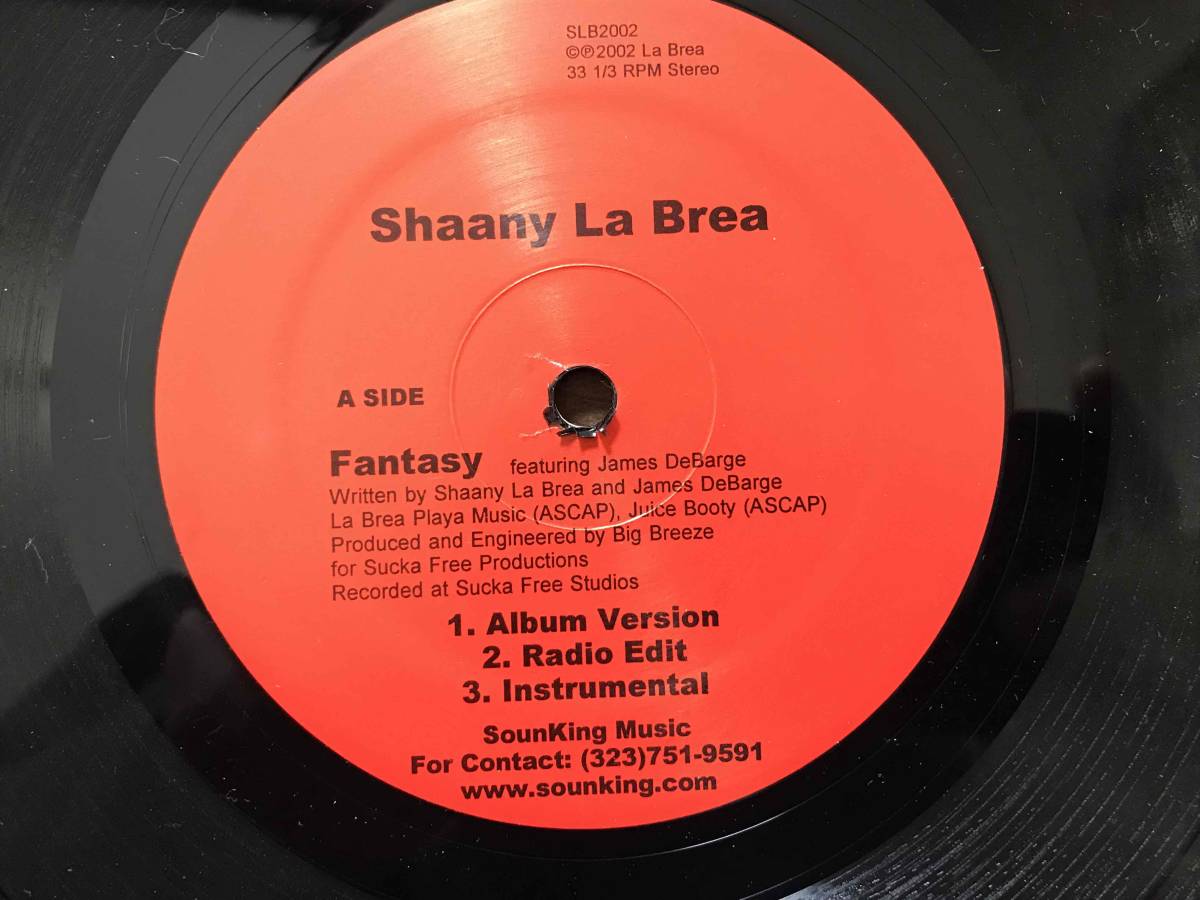 SLB2002
©℗2002 La Brea
33 1/3 RPM Stereo
Shaany La Brea
A SIDE
Fantasy featuring James DeBarge
Written by Shaany La Brea and James DeBarge
La Brea Playa Music (ASCAP), Juice Booty (ASCAP)
Produced and Engineered by Big Breeze
for Sucka Free Productions
Recorded at Sucka Free Studios
1. Album Version
2. Radio Edit
3. Instrumental
SounKing Music
For Contact: (323)751-9591
www.sounking.com